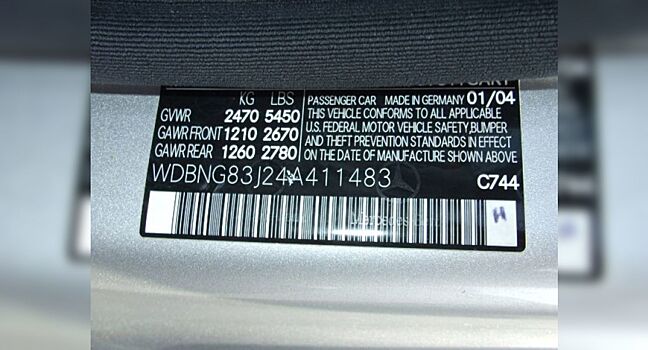 KG LBS
GVWR 2470 5450
GAWR FRONT 1210 2670
GAWR REAR 1260 2780
PASSENGER CAR MADE IN GERMANY 01/04
THIS VEHICLE CONFORMS TO ALL APPLICABLE
U.S. FEDERAL MOTOR VEHICLE SAFETY, BUMPER
AND THEFT PREVENTION STANDARDS IN EFFECT
ON THE DATE OF MANUFACTURE SHOWN ABOVE.
WDBNG83J24A411483
C744
H